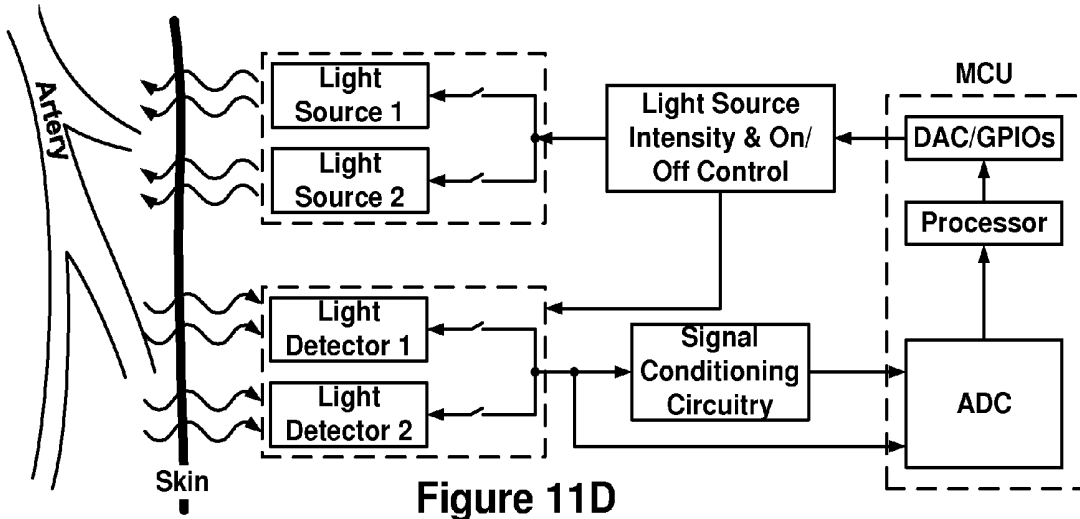 Artery
Skin
Light
Source 1
Light
Source 2
Light
Detector 1
Light
Detector 2
Light Source
Intensity & On/
Off Control
Signal
Conditioning
Circuitry
MCU
DAC/GPIOs
Processor
ADC
Figure 11D